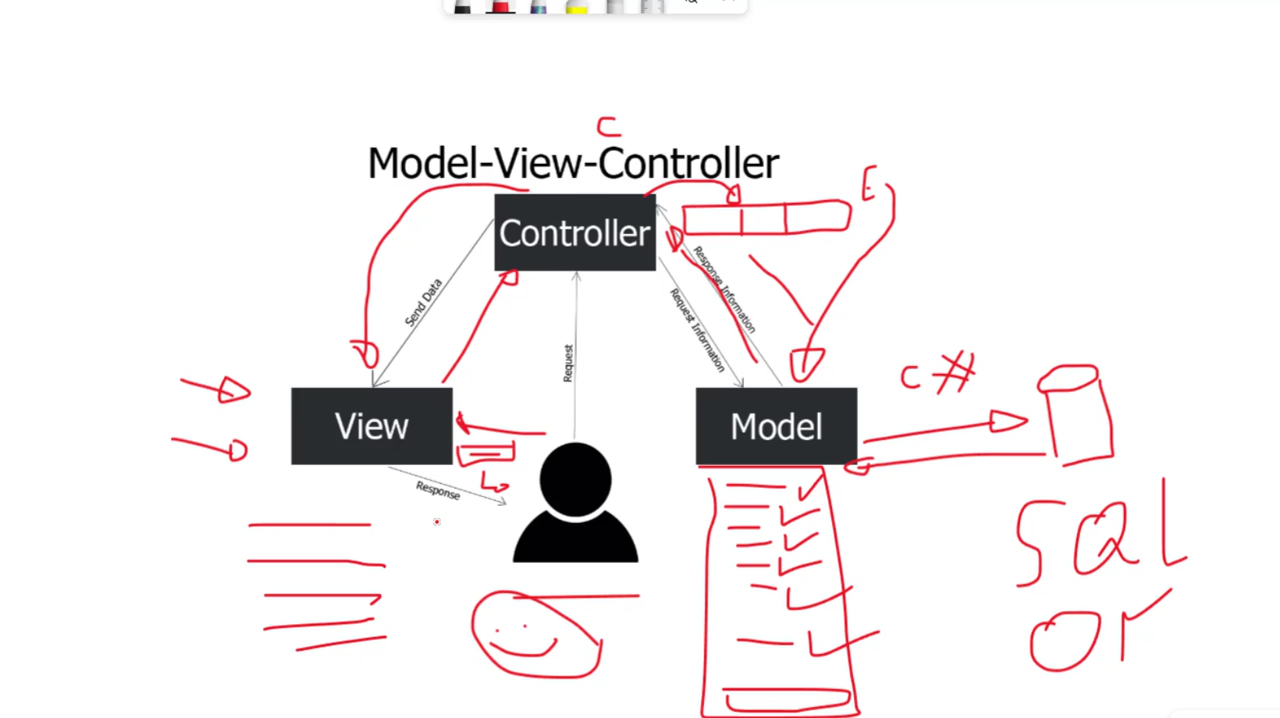 C
Model-View-Controller
E
Controller
Send Data
Request
Response Information
Request Information
C#
View
Model
Response
SQL
or